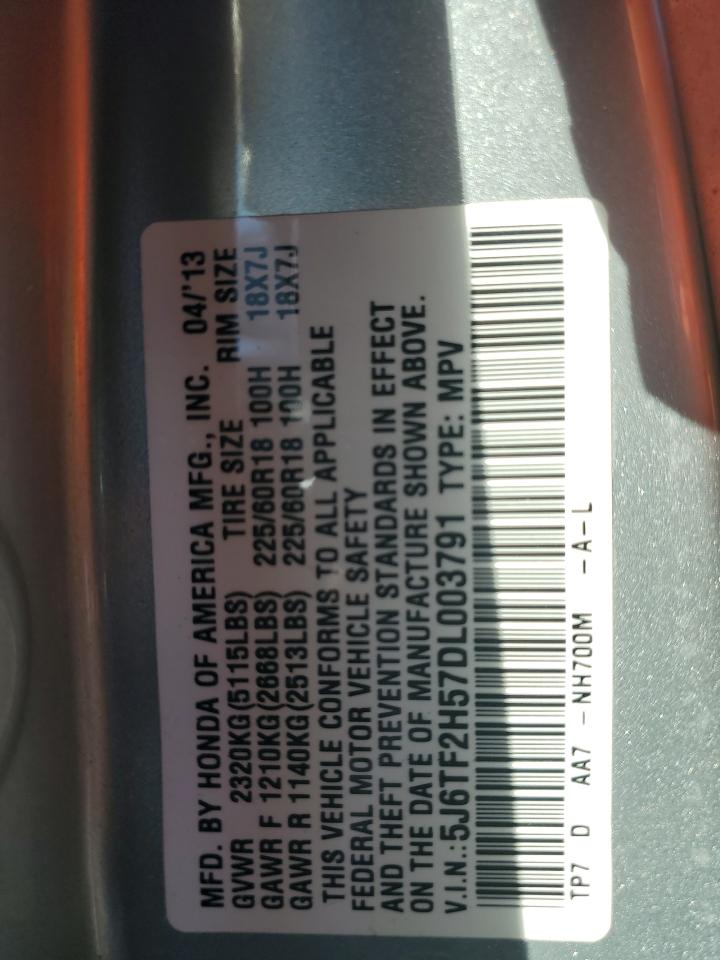 MFD. BY HONDA OF AMERICA MFG., INC. 04/'13
GVWR 2320KG(5115LBS) TIRE SIZE RIM SIZE
GAWR F 1210KG(2668LBS) 225/60R18 100H 18X7J
GAWR R 1140KG(2513LBS) 225/60R18 100H 18X7J
THIS VEHICLE CONFORMS TO ALL APPLICABLE
FEDERAL MOTOR VEHICLE SAFETY
AND THEFT PREVENTION STANDARDS IN EFFECT
ON THE DATE OF MANUFACTURE SHOWN ABOVE.
V.I.N.:5J6TF2H57DL003791 TYPE: MPV
TP7 D AA7 -NH700M -A-L